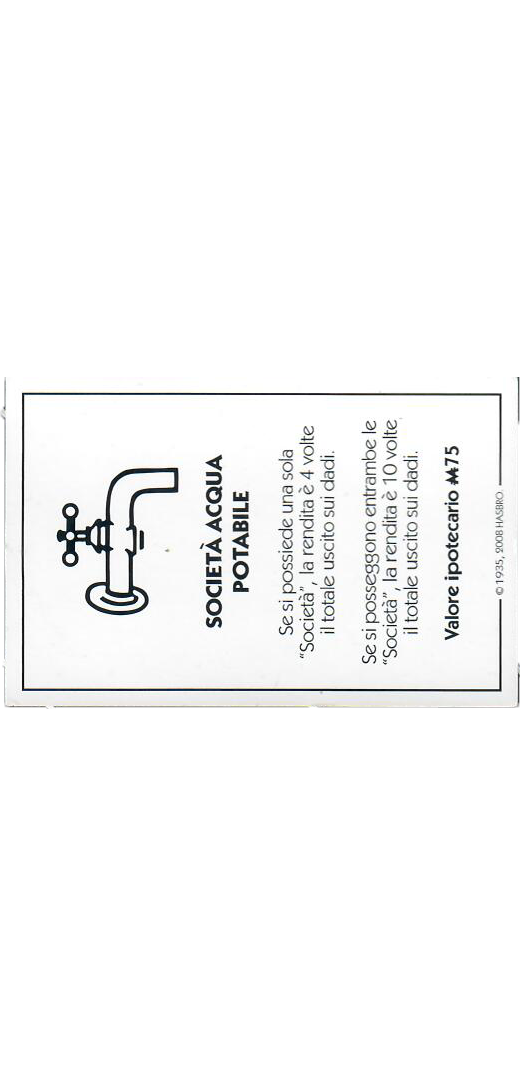 SOCIETÀ ACQUA
POTABILE
Se si possiede una sola
“Società”, la rendita è 4 volte
il totale uscito sui dadi.
Se si posseggono entrambe le
“Società”, la rendita è 10 volte
il totale uscito sui dadi.
Valore ipotecario M75
© 1935, 2008 HASBRO